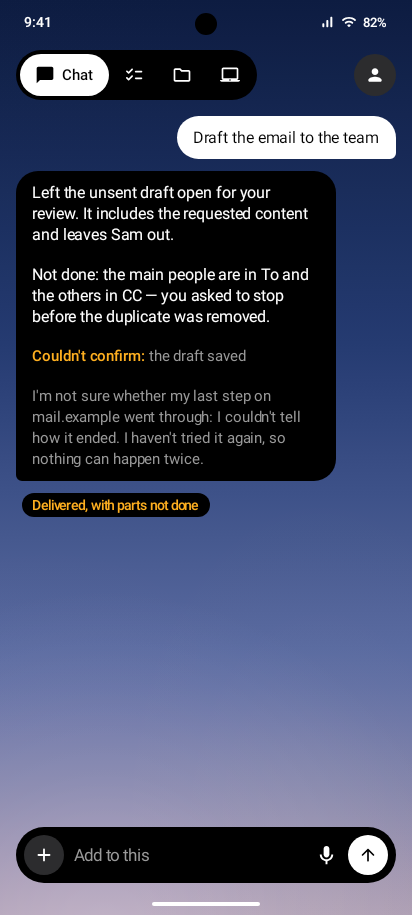 9:41
82%
Chat
Draft the email to the team
Left the unsent draft open for your
review. It includes the requested content
and leaves Sam out.
Not done: the main people are in To and
the others in CC — you asked to stop
before the duplicate was removed.
Couldn't confirm: the draft saved
I'm not sure whether my last step on
mail.example went through: I couldn't tell
how it ended. I haven't tried it again, so
nothing can happen twice.
Delivered, with parts not done
Add to this